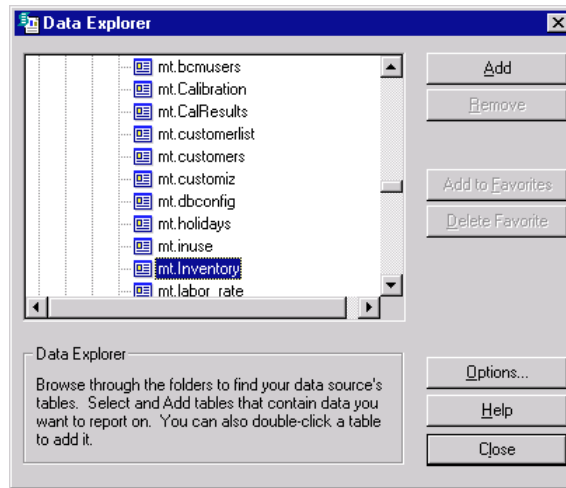 Data Explorer
mt.bcmusers
mt.Calibration
mt.CalResults
mt.customerlist
mt.customers
mt.customiz
mt.dbconfig
mt.holidays
mt.inuse
mt.Inventory
mt.labor_rate
Add
Remove
Add to Favorites
Delete Favorite
Data Explorer
Browse through the folders to find your data source's
tables. Select and Add tables that contain data you
want to report on. You can also double-click a table
to add it.
Options...
Help
Close